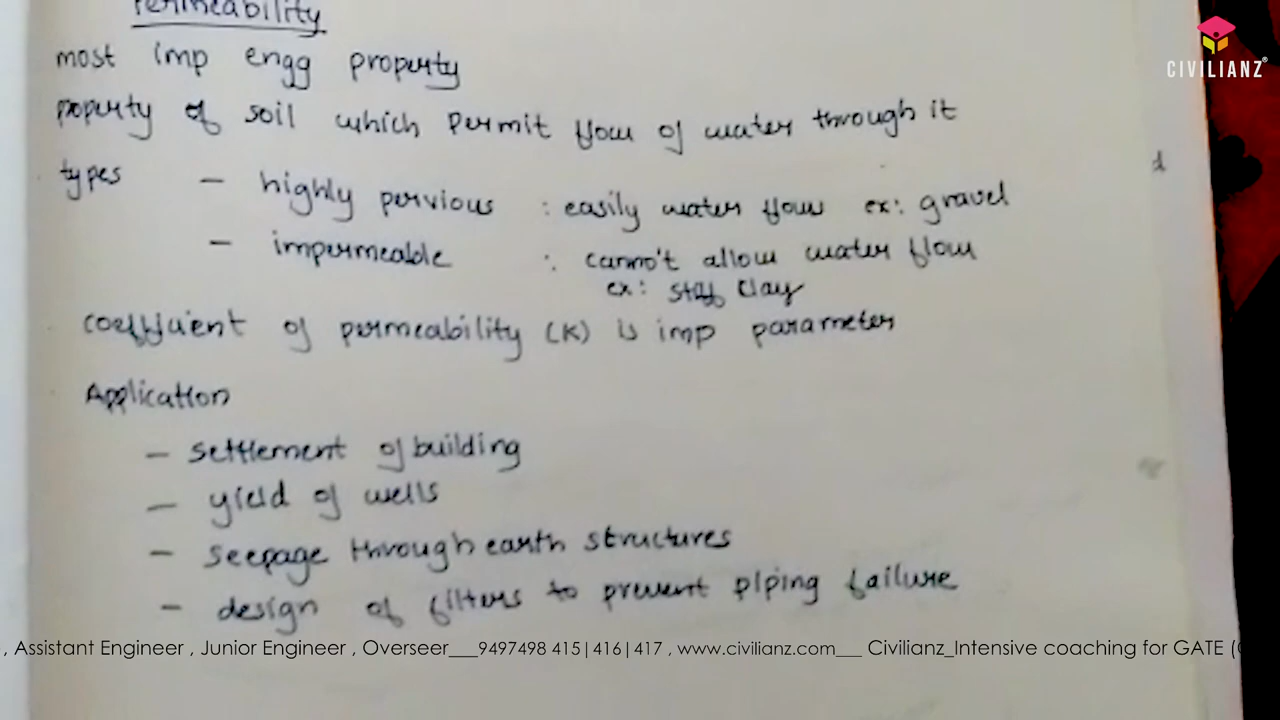 Permeability
CIVILIANZ®
most imp engg property
property of soil which permit flow of water through it
types - highly pervious : easily water flow ex: gravel
- impermeable : cannot allow water flow
ex: stiff clay
coefficient of permeability (K) is imp parameter
Application
- settlement of building
- yield of wells
- seepage through earth structures
- design of filters to prevent piping failure
, Assistant Engineer , Junior Engineer , Overseer___9497498 415|416|417 , www.civilianz.com___ Civilianz_Intensive coaching for GATE (